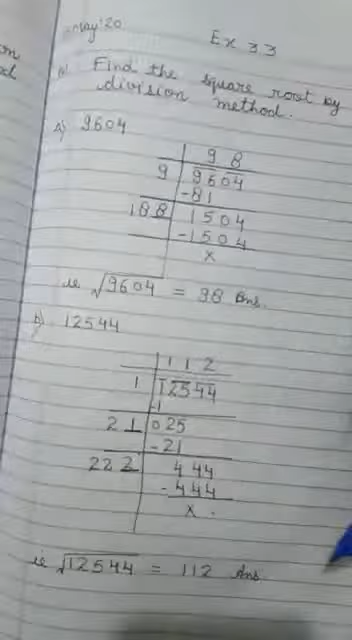 May'20
Ex 3.3
Find the square root by
division method.
a) 9604
9 8
9 9604
-81
188 1504
-1504
x
ie √9604 = 98 Ans.
b) 12544
1 1 2
1 12544
-1
21 025
-21
222 444
-444
x.
ie √12544 = 112 Ans